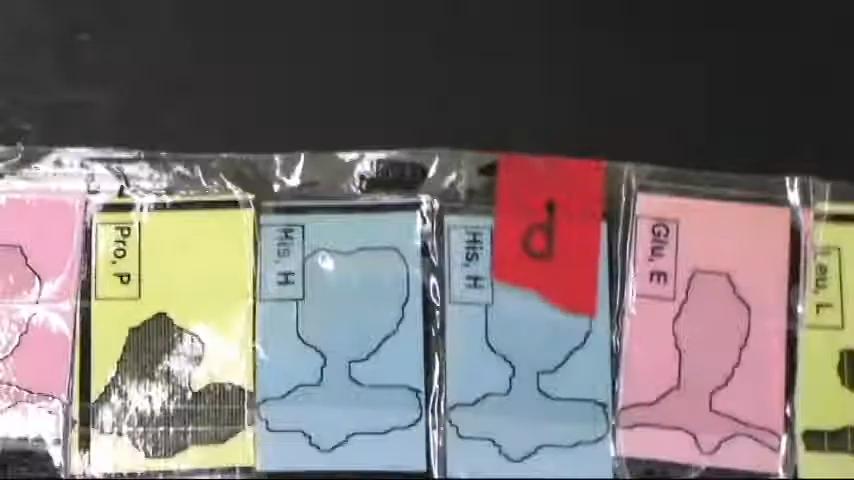 Pro, P
His, H
His, H
P
Glu, E
Leu, L